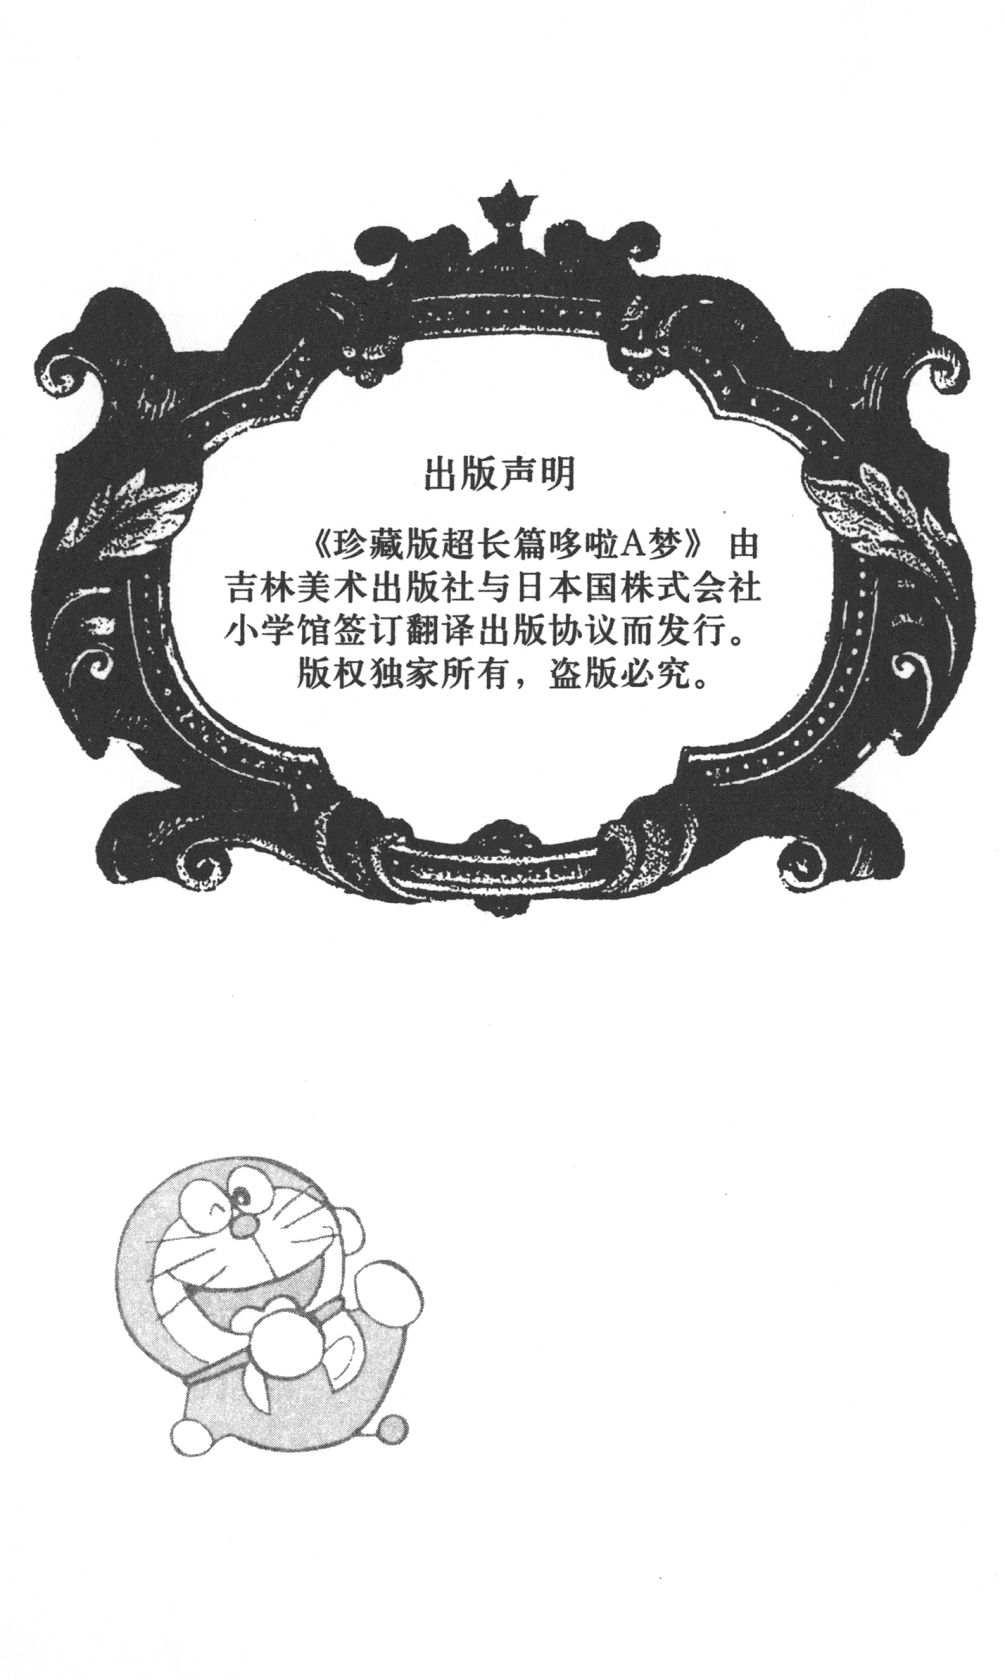 出版声明
《珍藏版超长篇哆啦A梦》由
吉林美术出版社与日本国株式会社
小学馆签订翻译出版协议而发行。
版权独家所有，盗版必究。